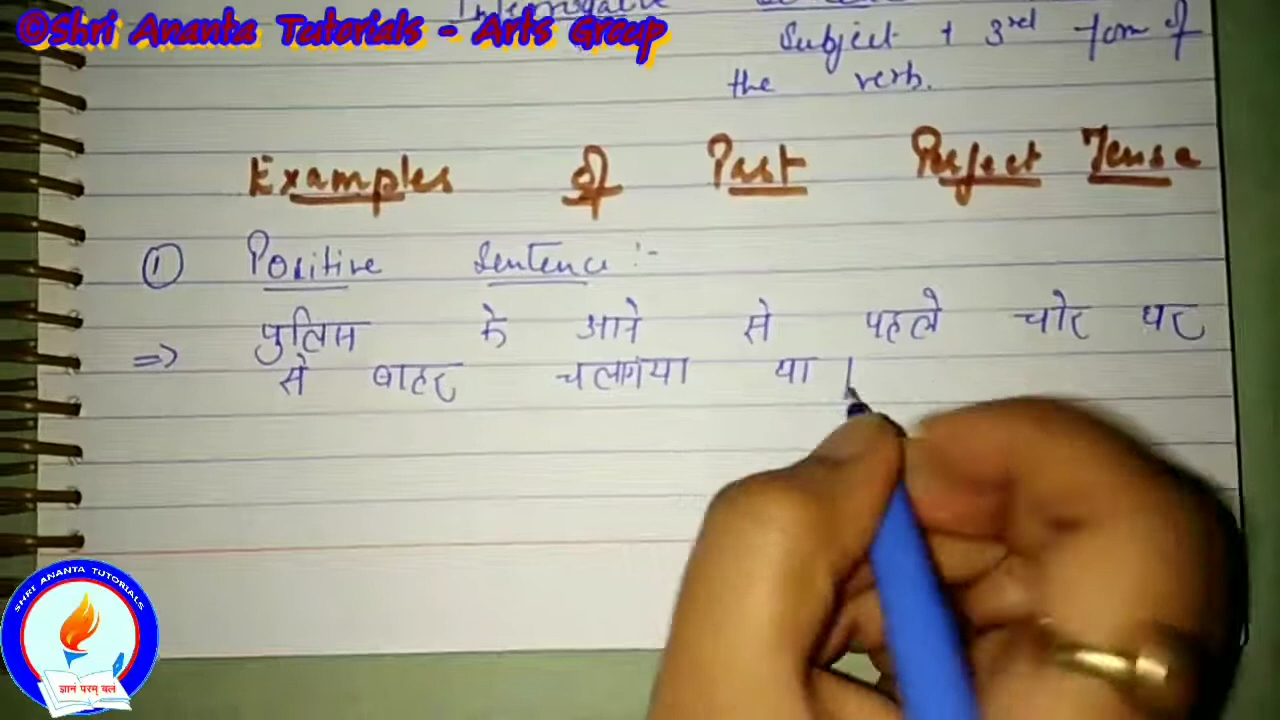 ©Shri Ananta Tutorials - Arts Group
Interrogative
Subject + 3rd form of
the verb.
Examples of Past Perfect Tense
① Positive Sentence :-
⇒ पुलिस के आने से पहले चोर घर
से बाहर चलागया था |
SHRI ANANTA TUTORIALS
ज्ञानं परमं बलं